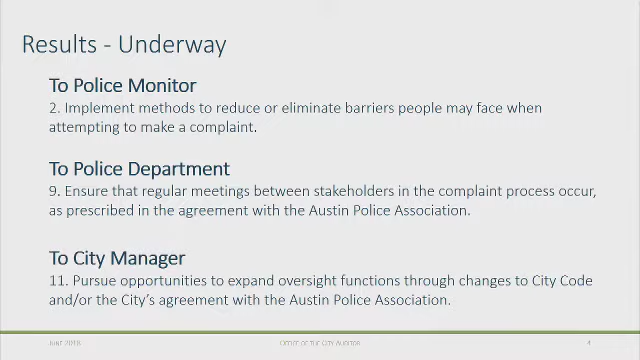 Results - Underway
To Police Monitor
2. Implement methods to reduce or eliminate barriers people may face when
attempting to make a complaint.
To Police Department
9. Ensure that regular meetings between stakeholders in the complaint process occur,
as prescribed in the agreement with the Austin Police Association.
To City Manager
11. Pursue opportunities to expand oversight functions through changes to City Code
and/or the City's agreement with the Austin Police Association.
JUNE 2018 OFFICE OF THE CITY AUDITOR 4